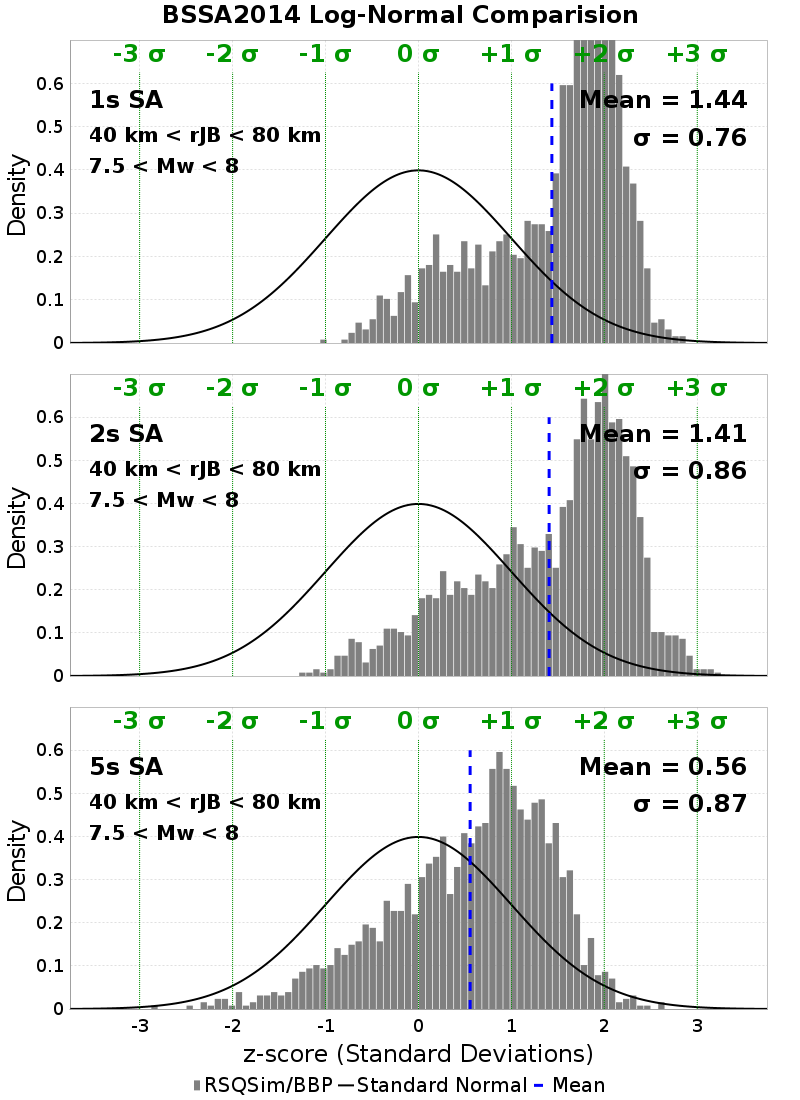 BSSA2014 Log-Normal Comparision
-3 σ -2 σ -1 σ 0 σ +1 σ +2 σ +3 σ
1s SA
Mean = 1.44
40 km < rJB < 80 km
σ = 0.76
7.5 < Mw < 8
Density
0.6
0.5
0.4
0.3
0.2
0.1
0
-3 σ -2 σ -1 σ 0 σ +1 σ +2 σ +3 σ
2s SA
Mean = 1.41
40 km < rJB < 80 km
σ = 0.86
7.5 < Mw < 8
Density
0.6
0.5
0.4
0.3
0.2
0.1
0
-3 σ -2 σ -1 σ 0 σ +1 σ +2 σ +3 σ
5s SA
Mean = 0.56
40 km < rJB < 80 km
σ = 0.87
7.5 < Mw < 8
Density
0.6
0.5
0.4
0.3
0.2
0.1
0
-3 -2 -1 0 1 2 3
z-score (Standard Deviations)
RSQSim/BBP Standard Normal Mean